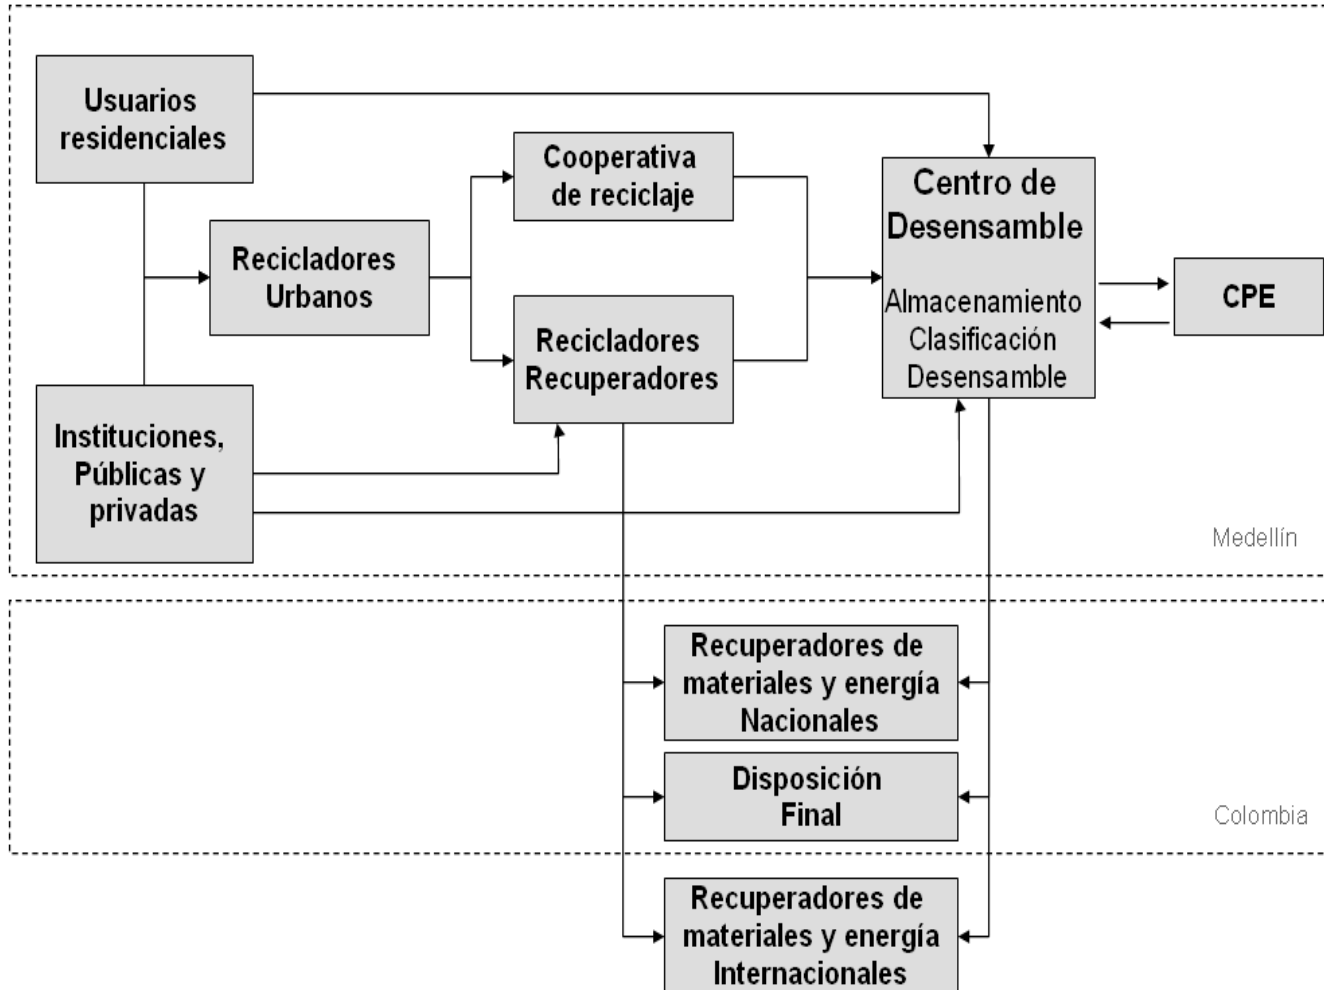 Usuarios
residenciales
Cooperativa
de reciclaje
Centro de
Desensamble
Almacenamiento
Clasificación
Desensamble
Recicladores
Urbanos
CPE
Recicladores
Recuperadores
Instituciones,
Públicas y
privadas
Medellín
Recuperadores de
materiales y energía
Nacionales
Disposición
Final
Colombia
Recuperadores de
materiales y energía
Internacionales